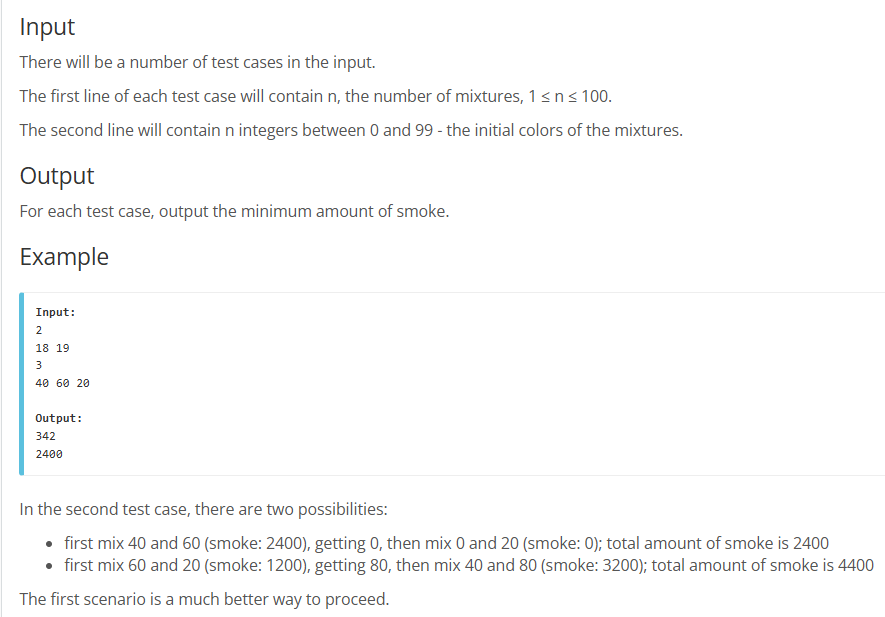 Input
There will be a number of test cases in the input.
The first line of each test case will contain n, the number of mixtures, 1 ≤ n ≤ 100.
The second line will contain n integers between 0 and 99 - the initial colors of the mixtures.
Output
For each test case, output the minimum amount of smoke.
Example
Input:
2
18 19
3
40 60 20
Output:
342
2400
In the second test case, there are two possibilities:
• first mix 40 and 60 (smoke: 2400), getting 0, then mix 0 and 20 (smoke: 0); total amount of smoke is 2400
• first mix 60 and 20 (smoke: 1200), getting 80, then mix 40 and 80 (smoke: 3200); total amount of smoke is 4400
The first scenario is a much better way to proceed.